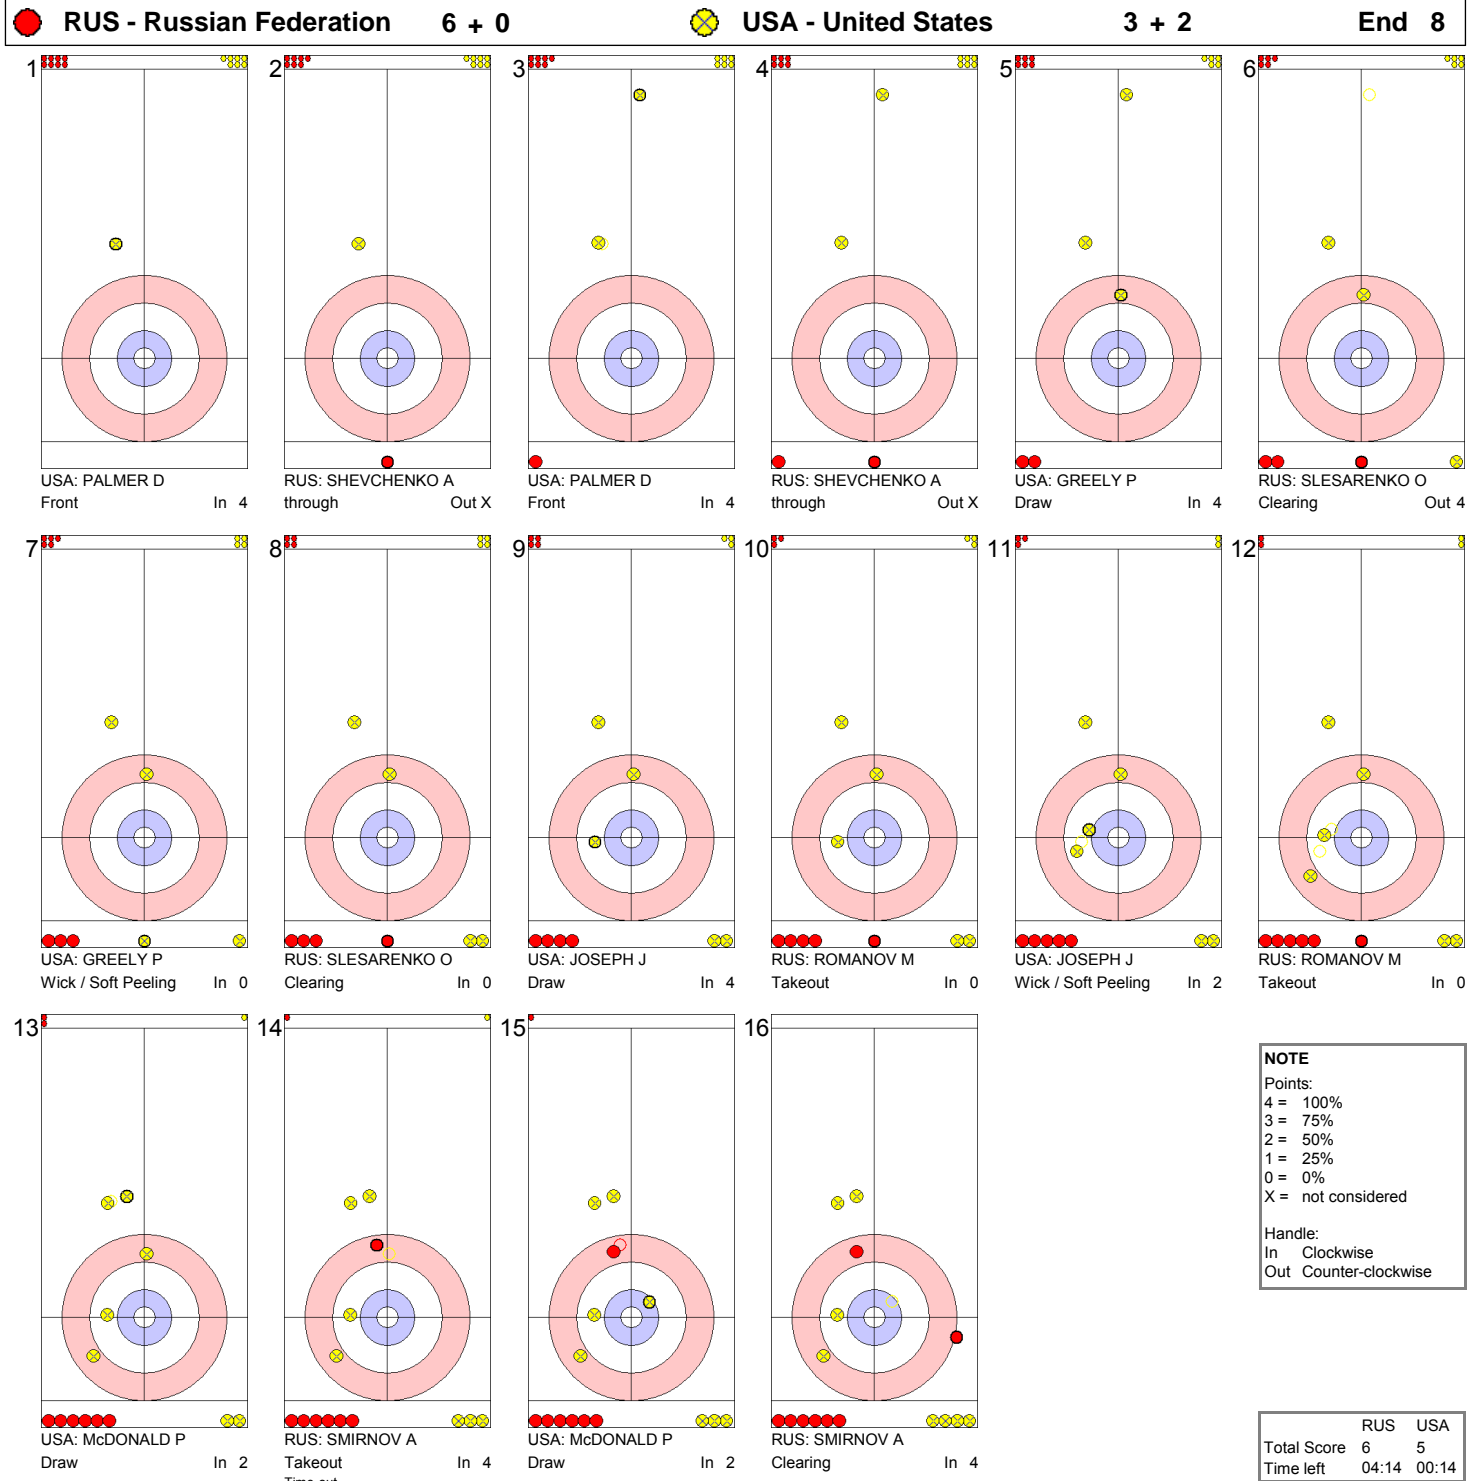 RUS - Russian Federation 6 + 0 USA - United States 3 + 2 End 8
1 2 3 4 5 6
USA: PALMER D RUS: SHEVCHENKO A USA: PALMER D RUS: SHEVCHENKO A USA: GREELY P RUS: SLESARENKO O
Front In 4 through Out X Front In 4 through Out X Draw In 4 Clearing Out 4
7 8 9 10 11 12
USA: GREELY P RUS: SLESARENKO O USA: JOSEPH J RUS: ROMANOV M USA: JOSEPH J RUS: ROMANOV M
Wick / Soft Peeling In 0 Clearing In 0 Draw In 4 Takeout In 0 Wick / Soft Peeling In 2 Takeout In 0
13 14 15 16
USA: McDONALD P RUS: SMIRNOV A USA: McDONALD P RUS: SMIRNOV A
Draw In 2 Takeout In 4 Draw In 2 Clearing In 4
Time out
NOTE
Points:
4 = 100%
3 = 75%
2 = 50%
1 = 25%
0 = 0%
X = not considered
Handle:
In Clockwise
Out Counter-clockwise
RUS USA
Total Score 6 5
Time left 04:14 00:14